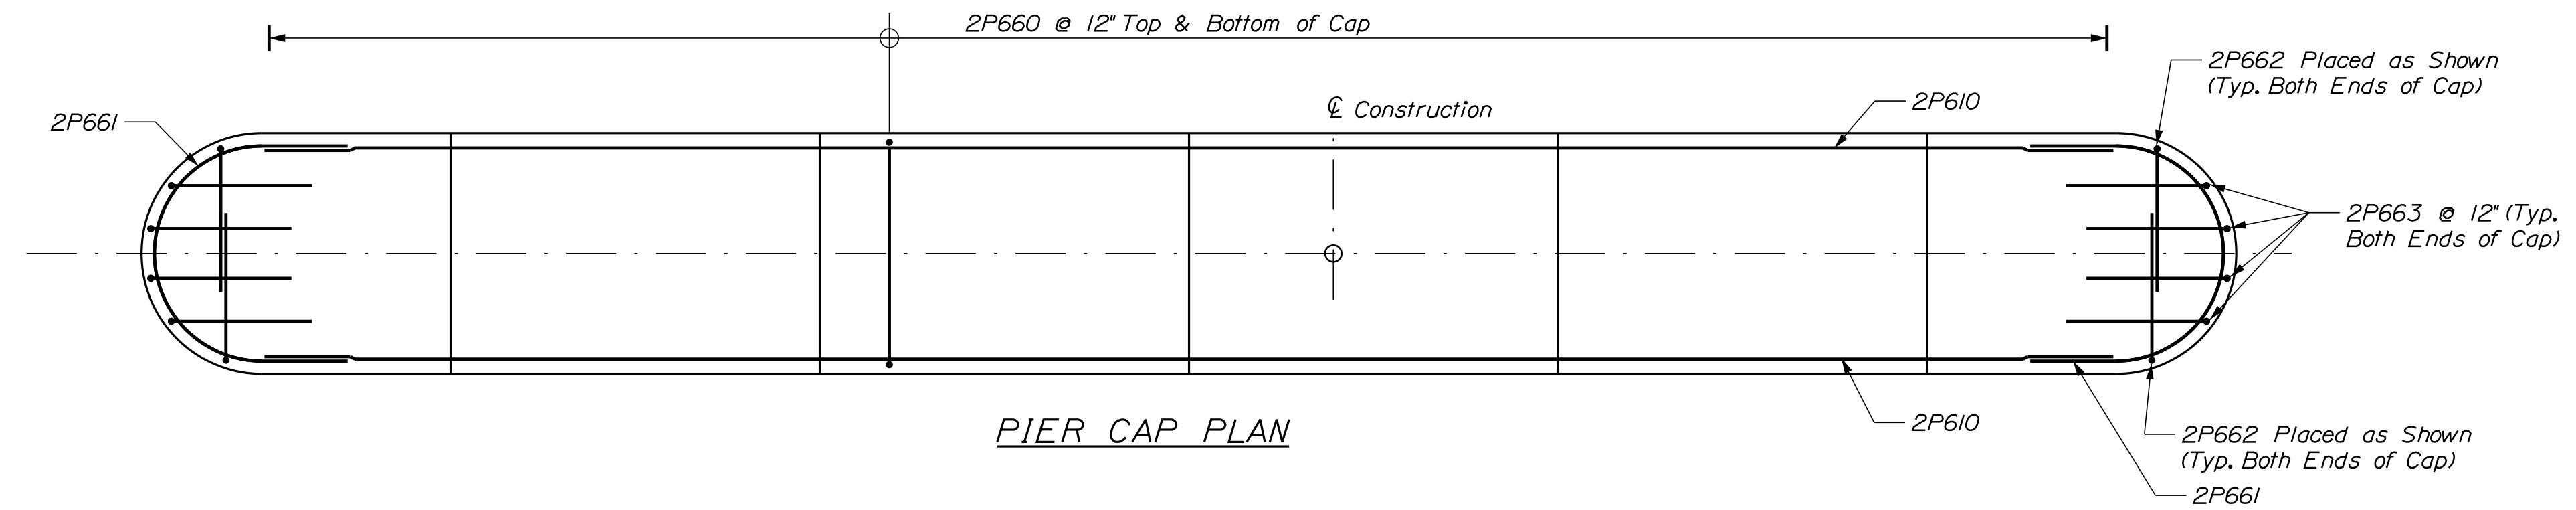 2P660 @ 12" Top & Bottom of Cap
2P662 Placed as Shown
(Typ. Both Ends of Cap)
℄ Construction
2P610
2P661
2P663 @ 12" (Typ.
Both Ends of Cap)
2P610
PIER CAP PLAN
2P662 Placed as Shown
(Typ. Both Ends of Cap)
2P661